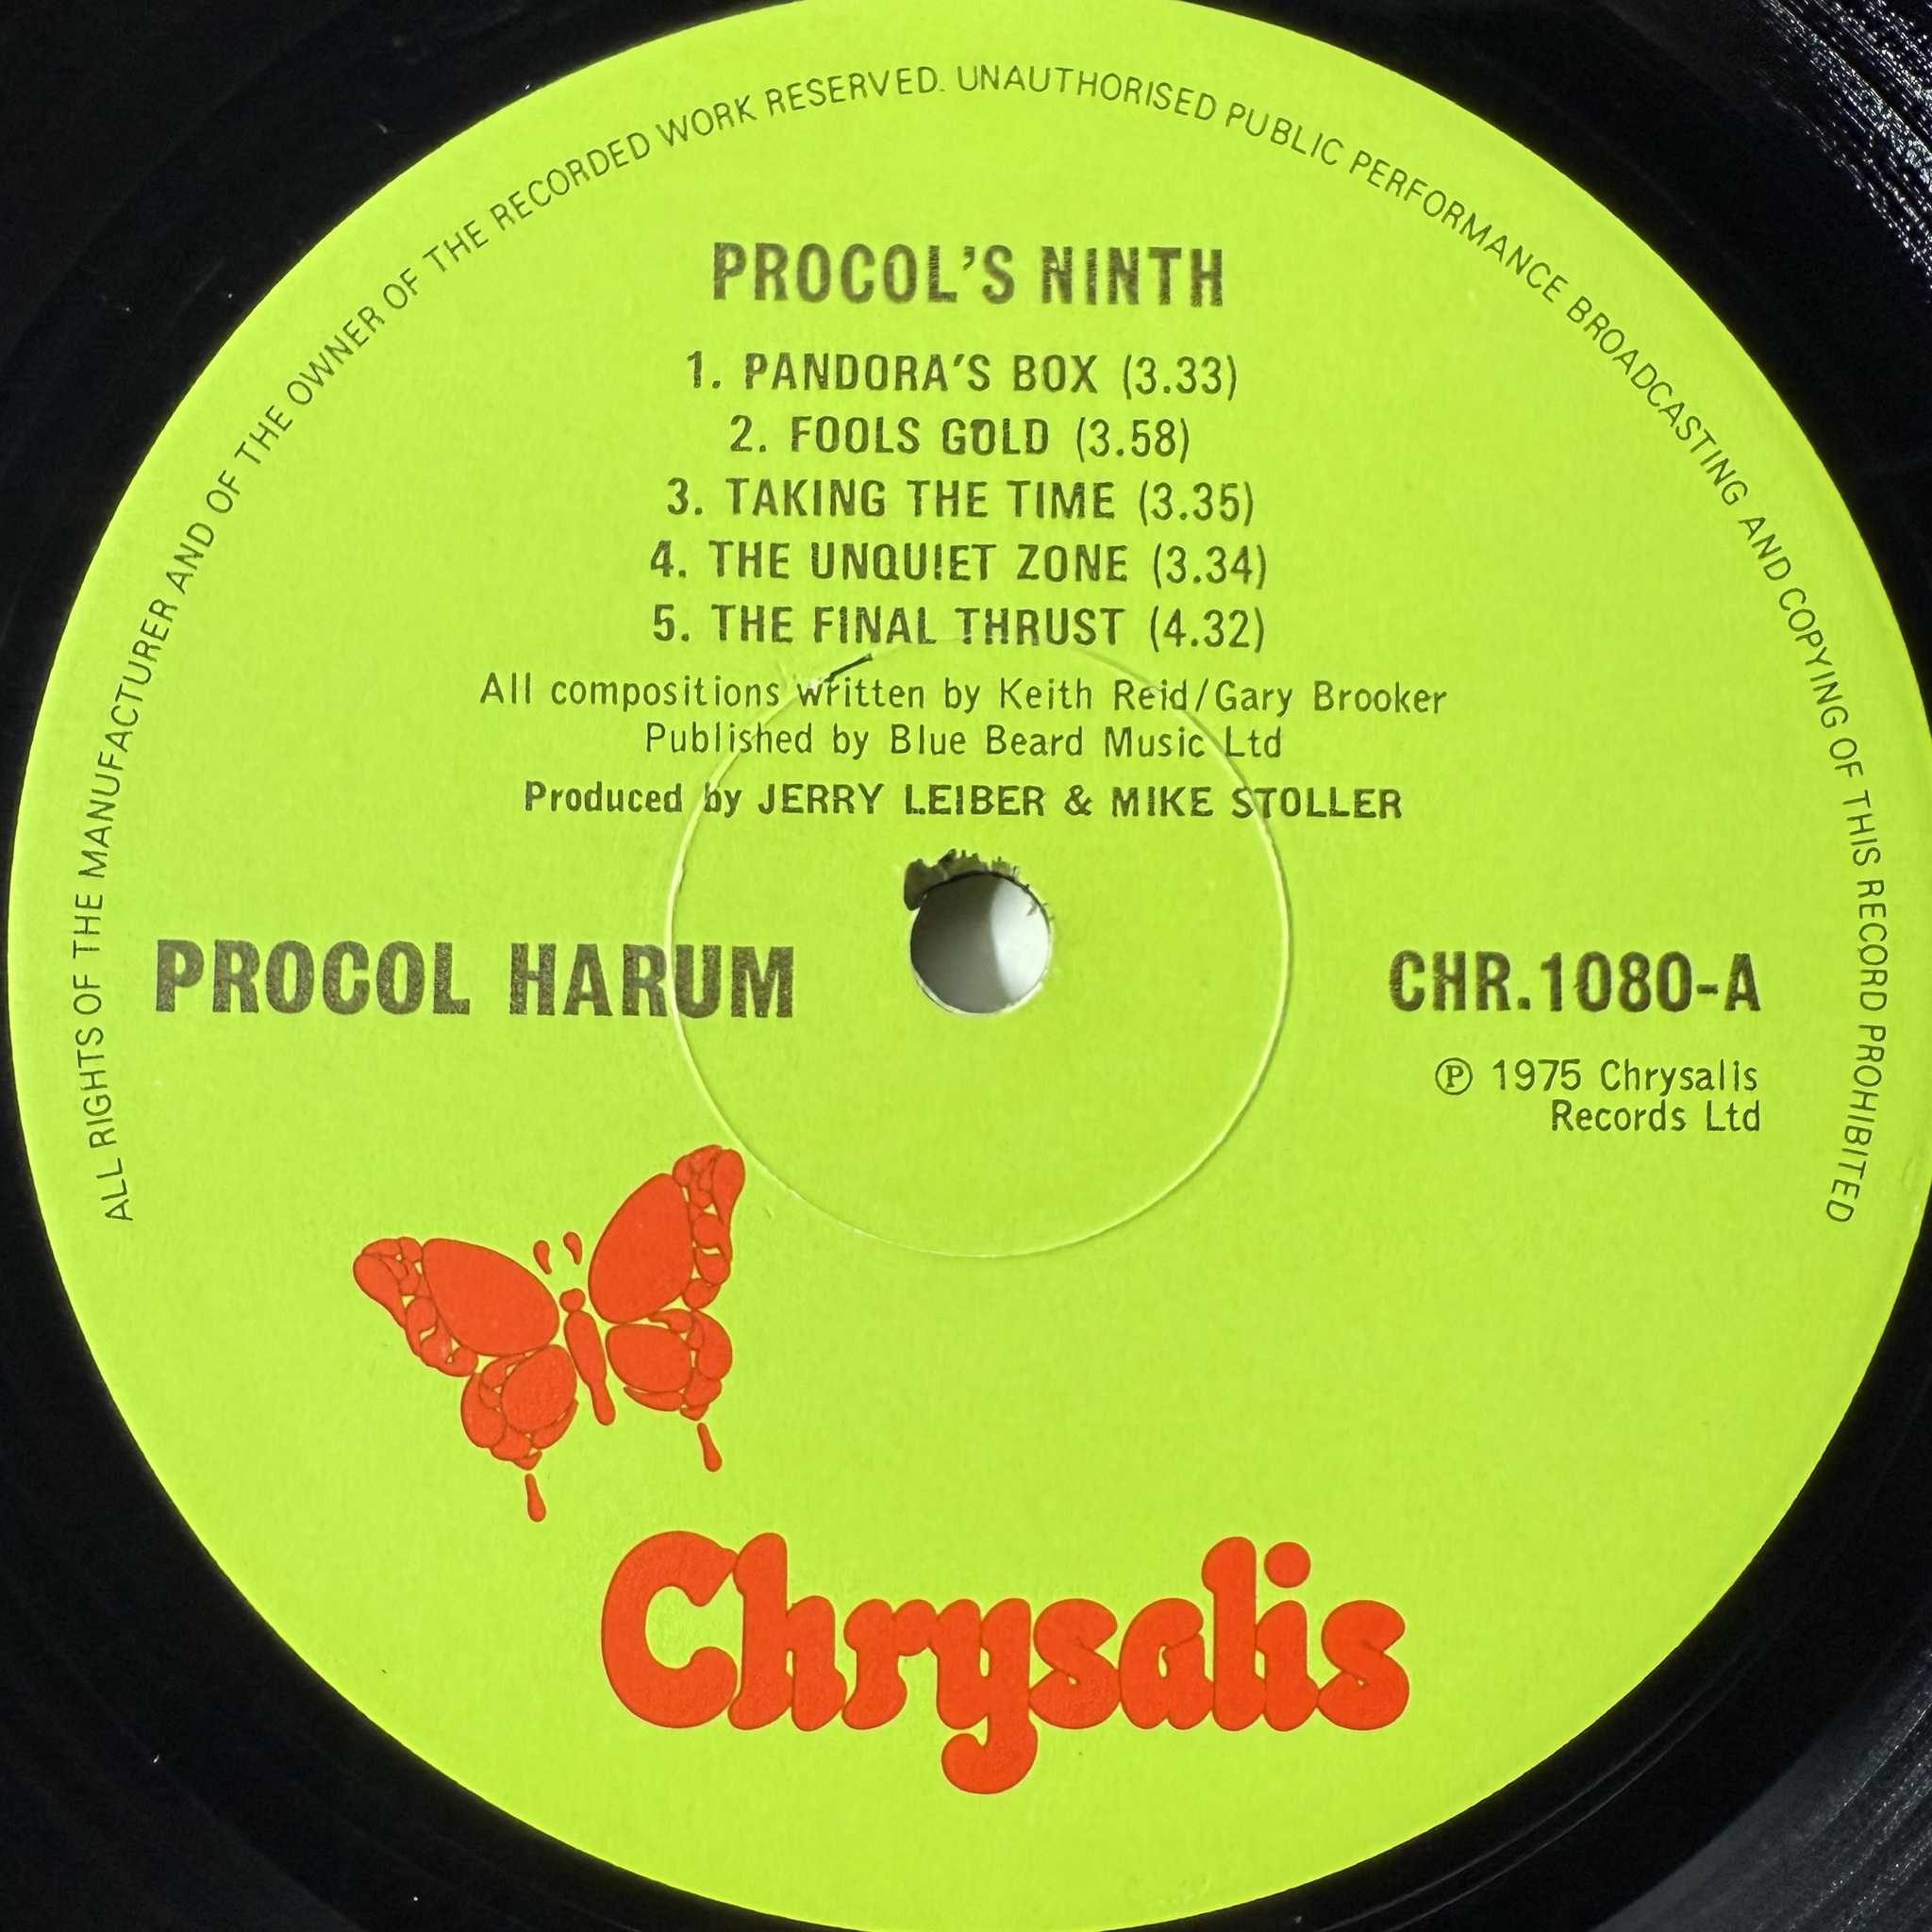 ALL RIGHTS OF THE MANUFACTURER AND OF THE OWNER OF THE RECORDED WORK RESERVED. UNAUTHORISED PUBLIC PERFORMANCE BROADCASTING AND COPYING OF THIS RECORD PROHIBITED
PROCOL'S NINTH
1. PANDORA'S BOX (3.33)
2. FOOLS GOLD (3.58)
3. TAKING THE TIME (3.35)
4. THE UNQUIET ZONE (3.34)
5. THE FINAL THRUST (4.32)
All compositions written by Keith Reid/Gary Brooker
Published by Blue Beard Music Ltd
Produced by JERRY LEIBER & MIKE STOLLER
PROCOL HARUM
CHR.1080-A
℗ 1975 Chrysalis
Records Ltd
Chrysalis